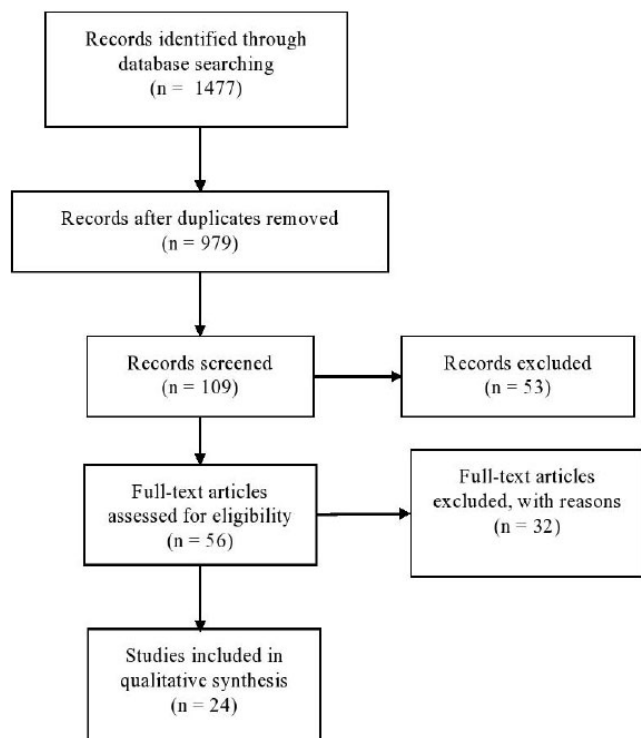 Records identified through
database searching
(n = 1477)
Records after duplicates removed
(n = 979)
Records screened
(n = 109)
Records excluded
(n = 53)
Full-text articles
assessed for eligibility
(n = 56)
Full-text articles
excluded, with reasons
(n = 32)
Studies included in
qualitative synthesis
(n = 24)